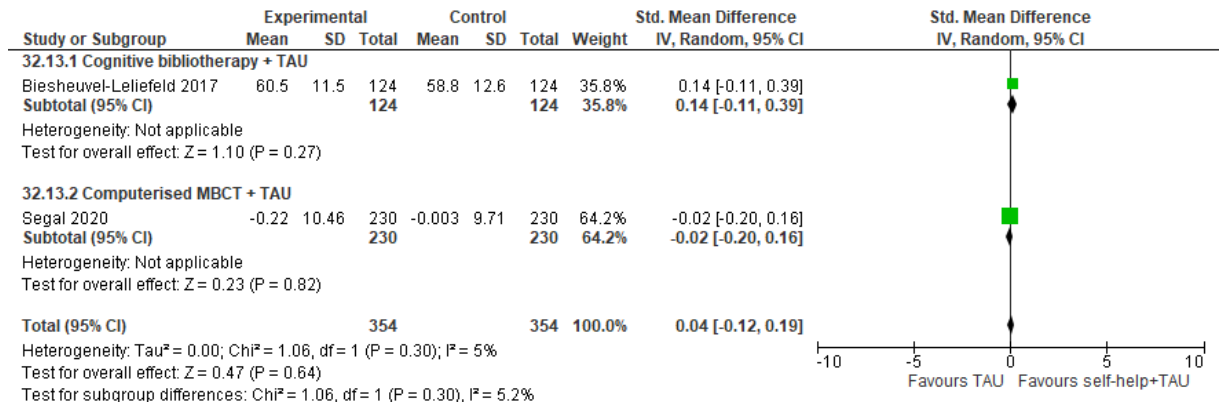 Experimental Control Std. Mean Difference Std. Mean Difference
Study or Subgroup Mean SD Total Mean SD Total Weight IV, Random, 95% CI IV, Random, 95% CI
32.13.1 Cognitive bibliotherapy + TAU
Biesheuvel-Leliefeld 2017 60.5 11.5 124 58.8 12.6 124 35.8% 0.14 [-0.11, 0.39]
Subtotal (95% CI) 124 124 35.8% 0.14 [-0.11, 0.39]
Heterogeneity: Not applicable
Test for overall effect: Z = 1.10 (P = 0.27)
32.13.2 Computerised MBCT + TAU
Segal 2020 -0.22 10.46 230 -0.003 9.71 230 64.2% -0.02 [-0.20, 0.16]
Subtotal (95% CI) 230 230 64.2% -0.02 [-0.20, 0.16]
Heterogeneity: Not applicable
Test for overall effect: Z = 0.23 (P = 0.82)
Total (95% CI) 354 354 100.0% 0.04 [-0.12, 0.19]
Heterogeneity: Tau² = 0.00; Chi² = 1.06, df = 1 (P = 0.30); I² = 5%
Test for overall effect: Z = 0.47 (P = 0.64)
Test for subgroup differences: Chi² = 1.06, df = 1 (P = 0.30), I² = 5.2%
-10 -5 0 5 10
Favours TAU Favours self-help+TAU